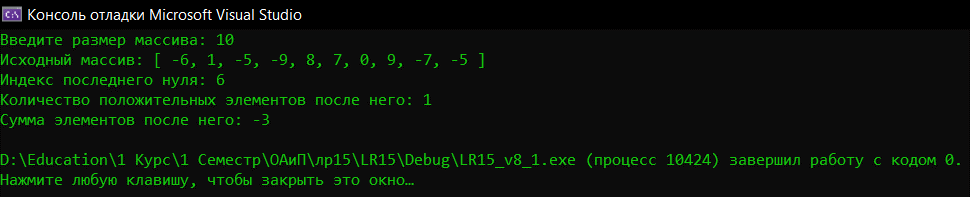 C:\ Консоль отладки Microsoft Visual Studio
Введите размер массива: 10
Исходный массив: [ -6, 1, -5, -9, 8, 7, 0, 9, -7, -5 ]
Индекс последнего нуля: 6
Количество положительных элементов после него: 1
Сумма элементов после него: -3
D:\Education\1 Курс\1 Семестр\ОАиП\лр15\LR15\Debug\LR15_v8_1.exe (процесс 10424) завершил работу с кодом 0.
Нажмите любую клавишу, чтобы закрыть это окно…